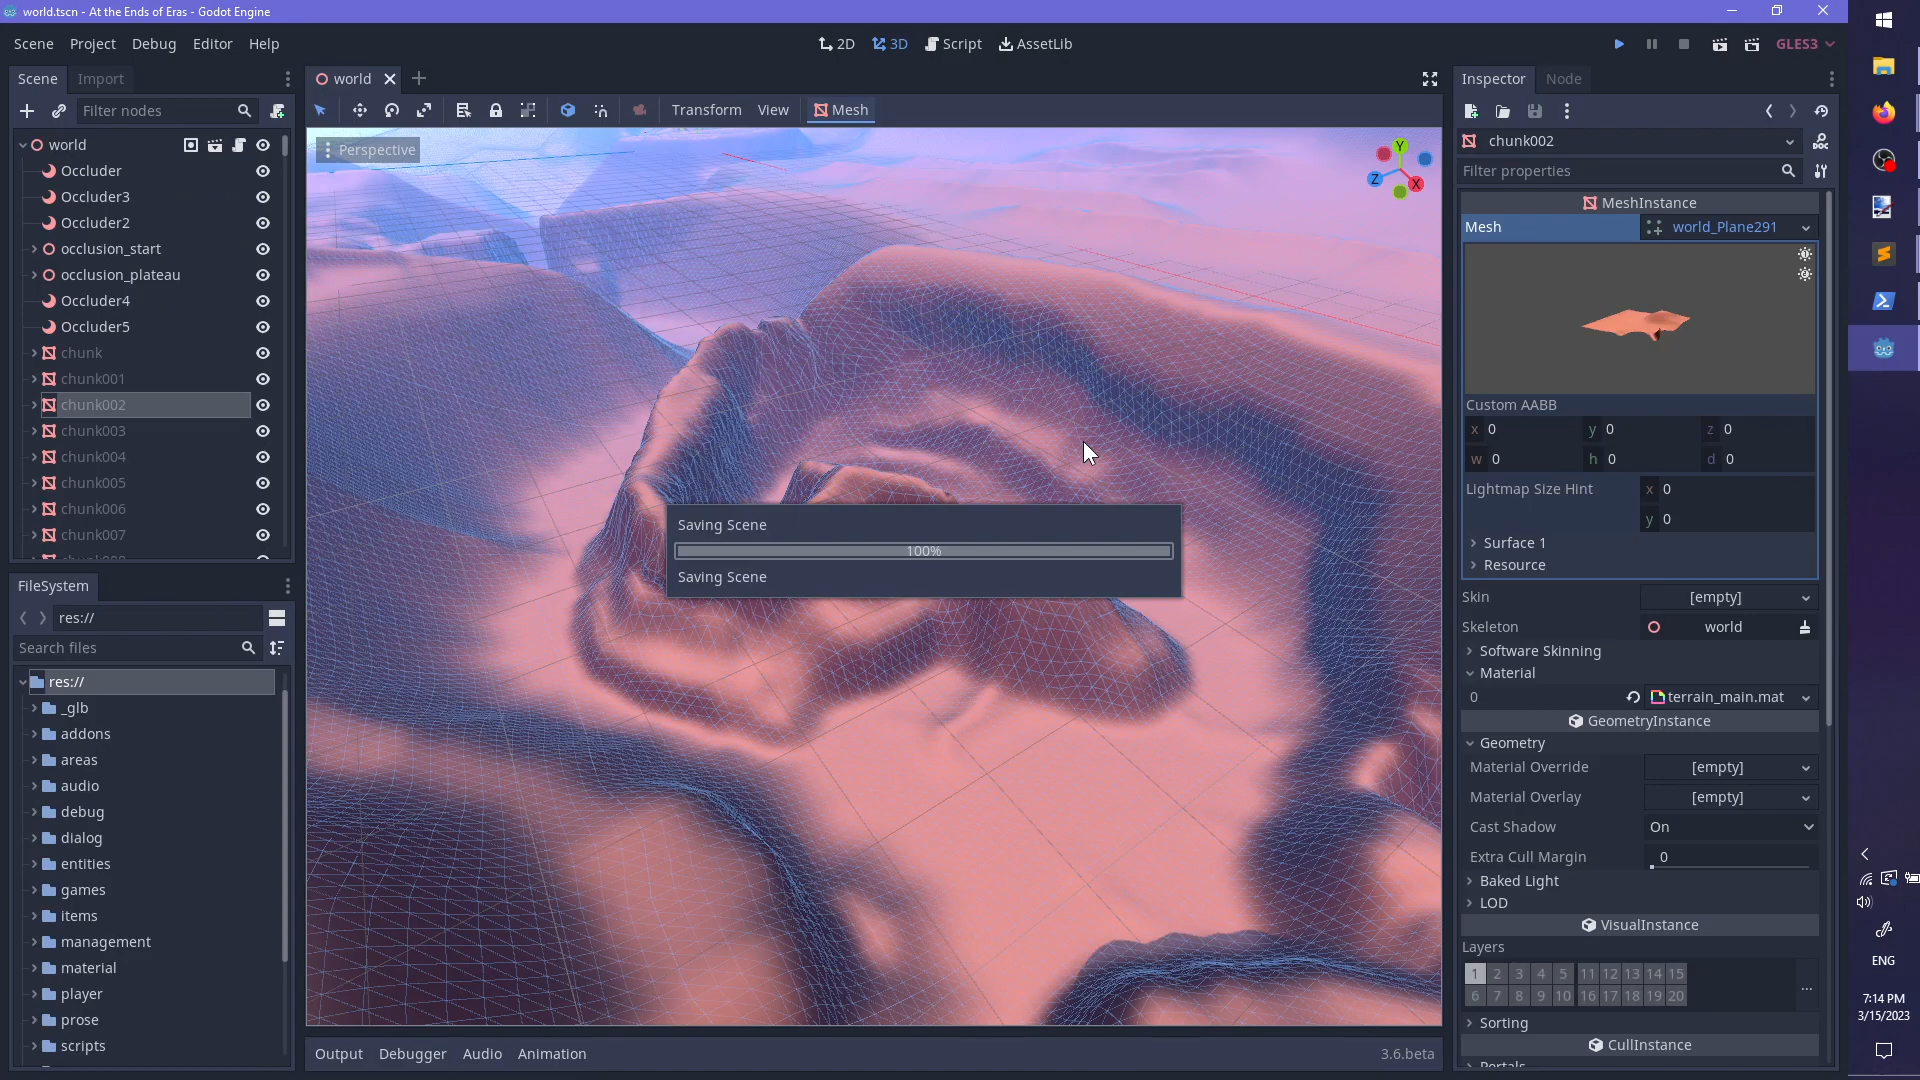 world.tscn - At the Ends of Eras - Godot Engine
Scene Project Debug Editor Help
2D 3D Script AssetLib
GLES3
Scene Import
Filter nodes
world
Occluder
Occluder3
Occluder2
occlusion_start
occlusion_plateau
Occluder4
Occluder5
chunk
chunk001
chunk002
chunk003
chunk004
chunk005
chunk006
chunk007
FileSystem
res://
Search files
res://
_glb
addons
areas
audio
debug
dialog
entities
games
items
management
material
player
prose
scripts
world
Transform View Mesh
Perspective
Y
Z X
Saving Scene
100%
Saving Scene
Output Debugger Audio Animation 3.6.beta
Inspector Node
chunk002
Filter properties
MeshInstance
Mesh world_Plane291
Custom AABB
x 0 y 0 z 0
w 0 h 0 d 0
Lightmap Size Hint x 0
y 0
Surface 1
Resource
Skin [empty]
Skeleton world
Software Skinning
Material
0 terrain_main.mat
GeometryInstance
Geometry
Material Override [empty]
Material Overlay [empty]
Cast Shadow On
Extra Cull Margin 0
Baked Light
LOD
VisualInstance
Layers
1 2 3 4 5 11 12 13 14 15
6 7 8 9 10 16 17 18 19 20
...
Sorting
CullInstance
Portals
ENG
7:14 PM
3/15/2023